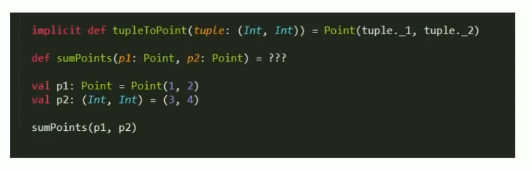 implicit def tupleToPoint(tuple: (Int, Int)) = Point(tuple._1, tuple._2)
def sumPoints(p1: Point, p2: Point) = ???
val p1: Point = Point(1, 2)
val p2: (Int, Int) = (3, 4)
sumPoints(p1, p2)